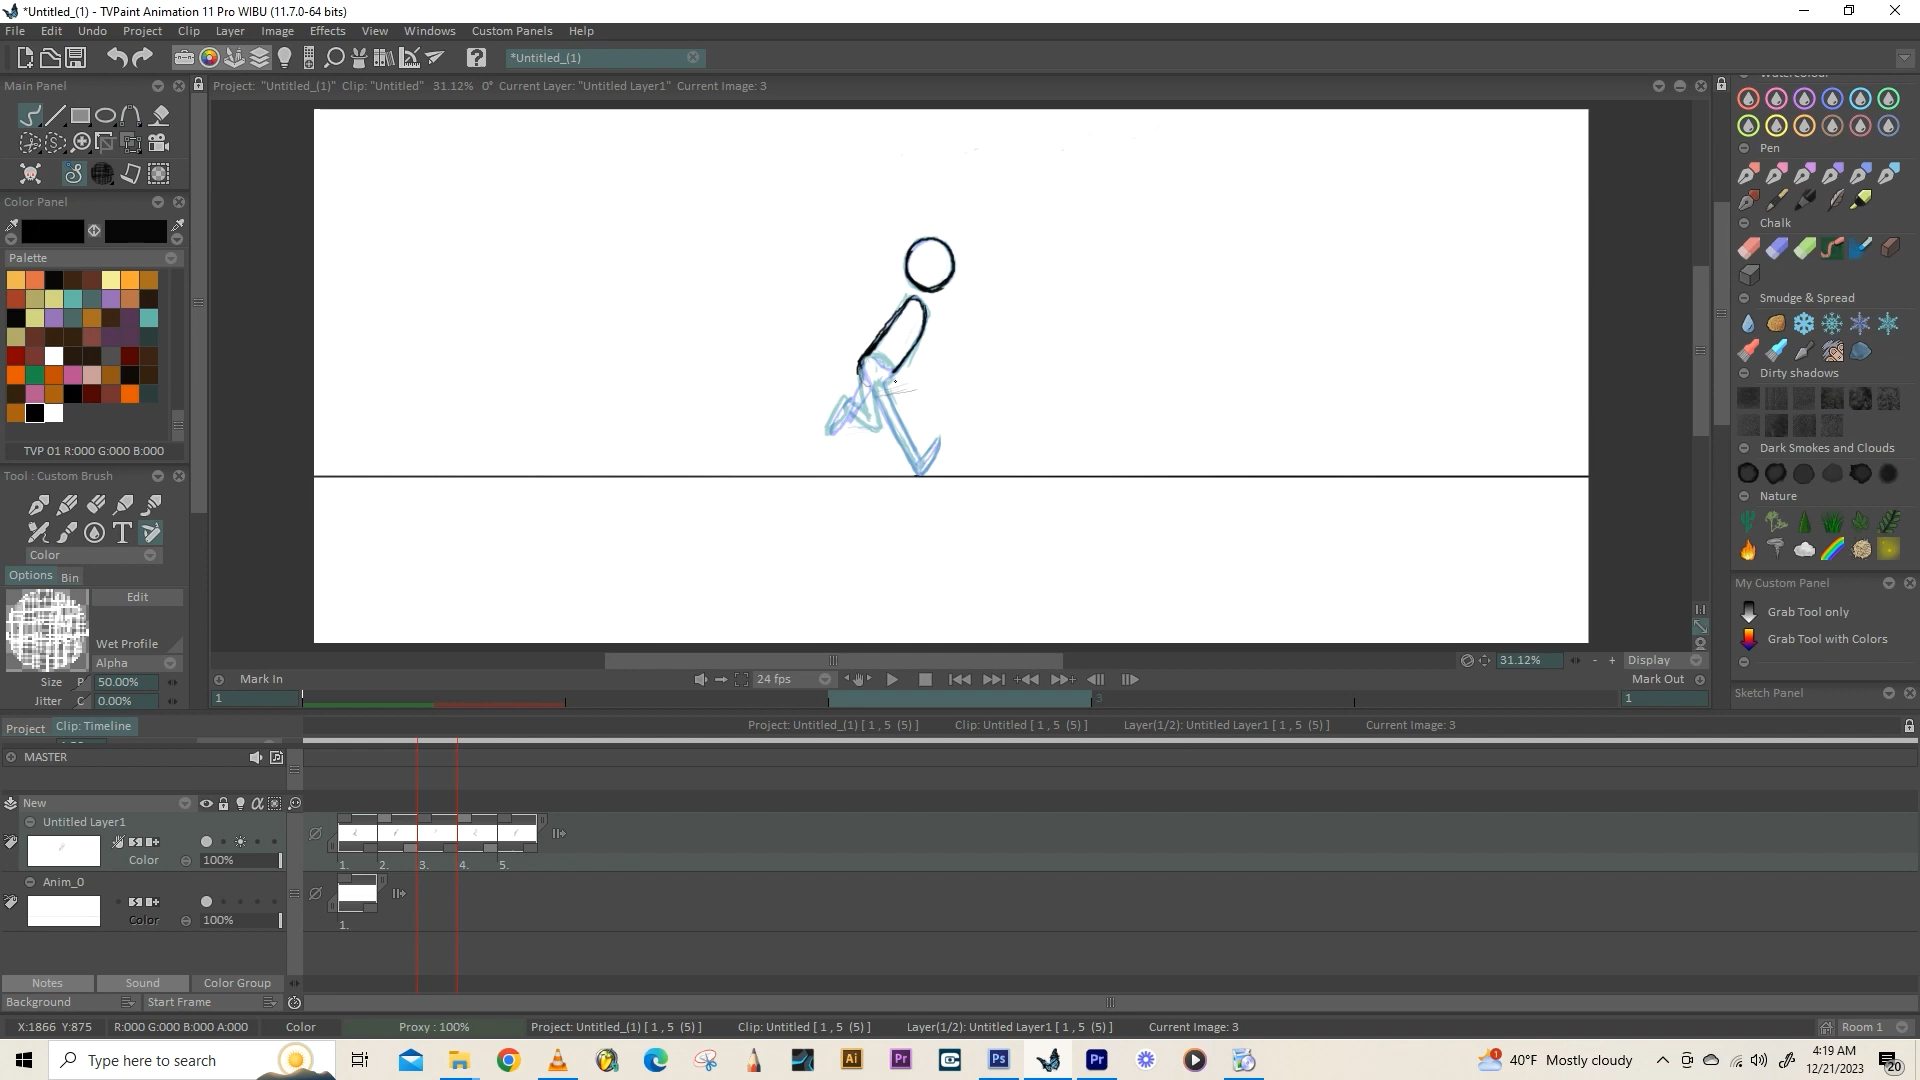 *Untitled_(1) - TVPaint Animation 11 Pro WIBU (11.7.0-64 bits)
File Edit Undo Project Clip Layer Image Effects View Windows Custom Panels Help
*Untitled_(1)
Main Panel
Project: "Untitled_(1)" Clip: "Untitled" 31.12% 0° Current Layer: "Untitled Layer1" Current Image: 3
Color Panel
Palette
TVP 01 R:000 G:000 B:000
Tool : Custom Brush
Color
Options Bin
Edit
Wet Profile
Alpha
Size P 50.00%
Jitter C 0.00%
Pen
Chalk
Smudge & Spread
Dirty shadows
Dark Smokes and Clouds
Nature
My Custom Panel
Grab Tool only
Grab Tool with Colors
Sketch Panel
1:1
31.12% - + Display
Mark In 24 fps Mark Out
1 3 1
Project Clip: Timeline
Project: Untitled_(1) [ 1 , 5 (5) ] Clip: Untitled [ 1 , 5 (5) ] Layer(1/2): Untitled Layer1 [ 1 , 5 (5) ] Current Image: 3
MASTER
New
Untitled Layer1
Color 100%
1. 2. 3. 4. 5.
Anim_0
Color 100%
1.
Notes Sound Color Group
Background Start Frame
X:1866 Y:875 R:000 G:000 B:000 A:000 Color Proxy : 100% Project: Untitled_(1) [ 1 , 5 (5) ] Clip: Untitled [ 1 , 5 (5) ] Layer(1/2): Untitled Layer1 [ 1 , 5 (5) ] Current Image: 3 Room 1
Type here to search
Ai Pr Ps Pr
1 40°F Mostly cloudy
4:19 AM
12/21/2023
20